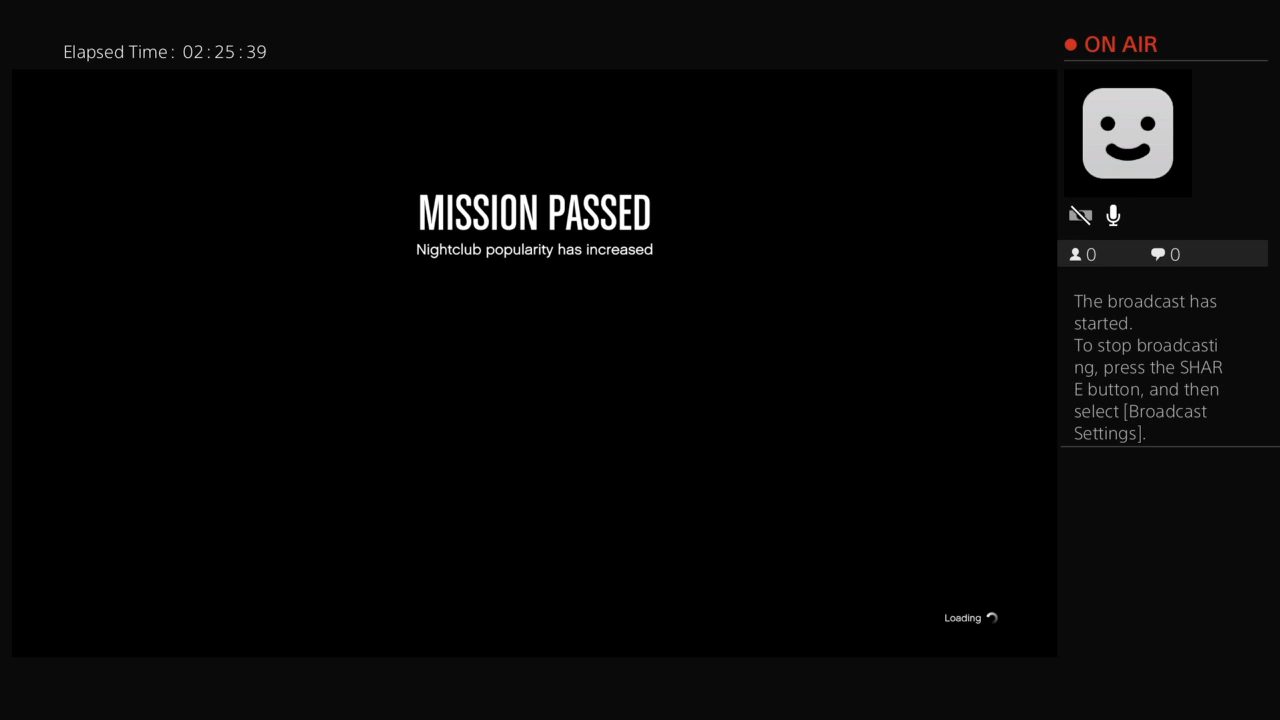 Elapsed Time: 02:25:39
ON AIR
MISSION PASSED
Nightclub popularity has increased
0
0
The broadcast has
started.
To stop broadcasti
ng, press the SHAR
E button, and then
select [Broadcast
Settings].
Loading